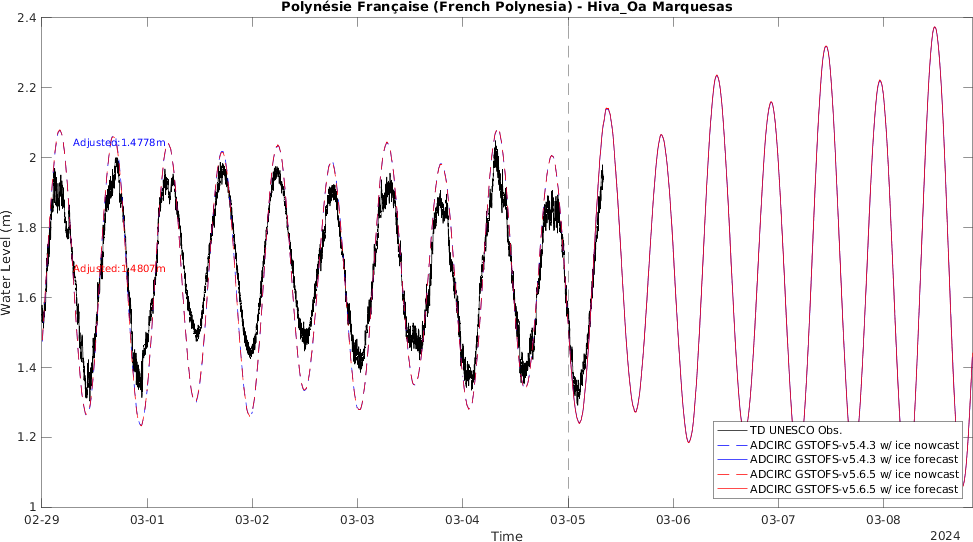 Polynésie Française (French Polynesia) - Hiva_Oa Marquesas
2.4
2.2
2
1.8
1.6
1.4
1.2
1
Water Level (m)
Adjusted:1.4778m
Adjusted:1.4807m
TD UNESCO Obs.
ADCIRC GSTOFS-v5.4.3 w/ ice nowcast
ADCIRC GSTOFS-v5.4.3 w/ ice forecast
ADCIRC GSTOFS-v5.6.5 w/ ice nowcast
ADCIRC GSTOFS-v5.6.5 w/ ice forecast
02-29 03-01 03-02 03-03 03-04 03-05 03-06 03-07 03-08
Time
2024